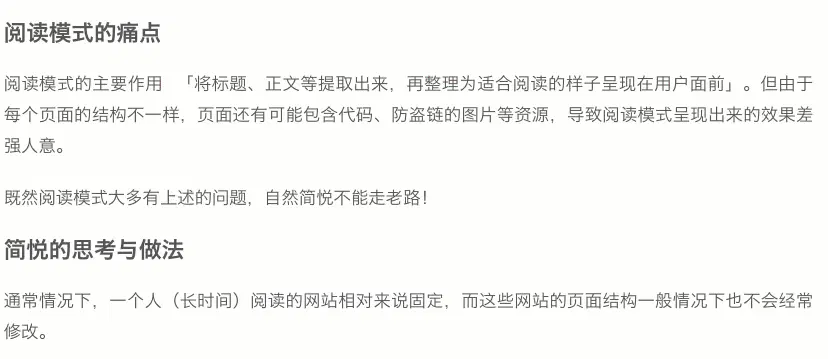 阅读模式的痛点
阅读模式的主要作用 「将标题、正文等提取出来，再整理为适合阅读的样子呈现在用户面前」。但由于
每个页面的结构不一样，页面还有可能包含代码、防盗链的图片等资源，导致阅读模式呈现出来的效果差
强人意。
既然阅读模式大多有上述的问题，自然简悦不能走老路！
简悦的思考与做法
通常情况下，一个人（长时间）阅读的网站相对来说固定，而这些网站的页面结构一般情况下也不会经常
修改。